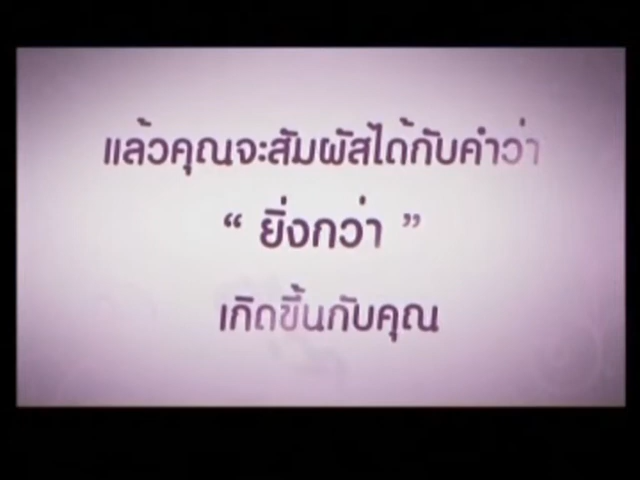 แล้วคุณจะสัมผัสได้กับคำว่า
“ ยิ่งกว่า ”
เกิดขึ้นกับคุณ